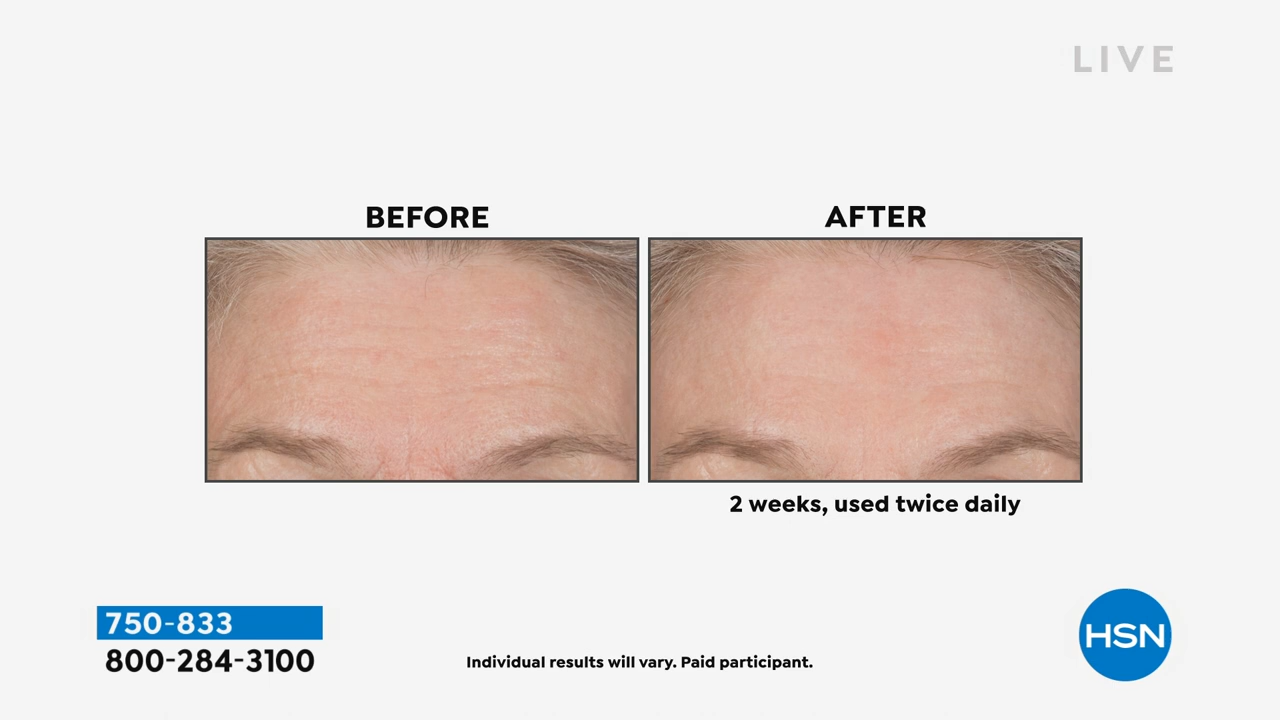 LIVE
BEFORE
AFTER
2 weeks, used twice daily
750-833
800-284-3100
Individual results will vary. Paid participant.
HSN